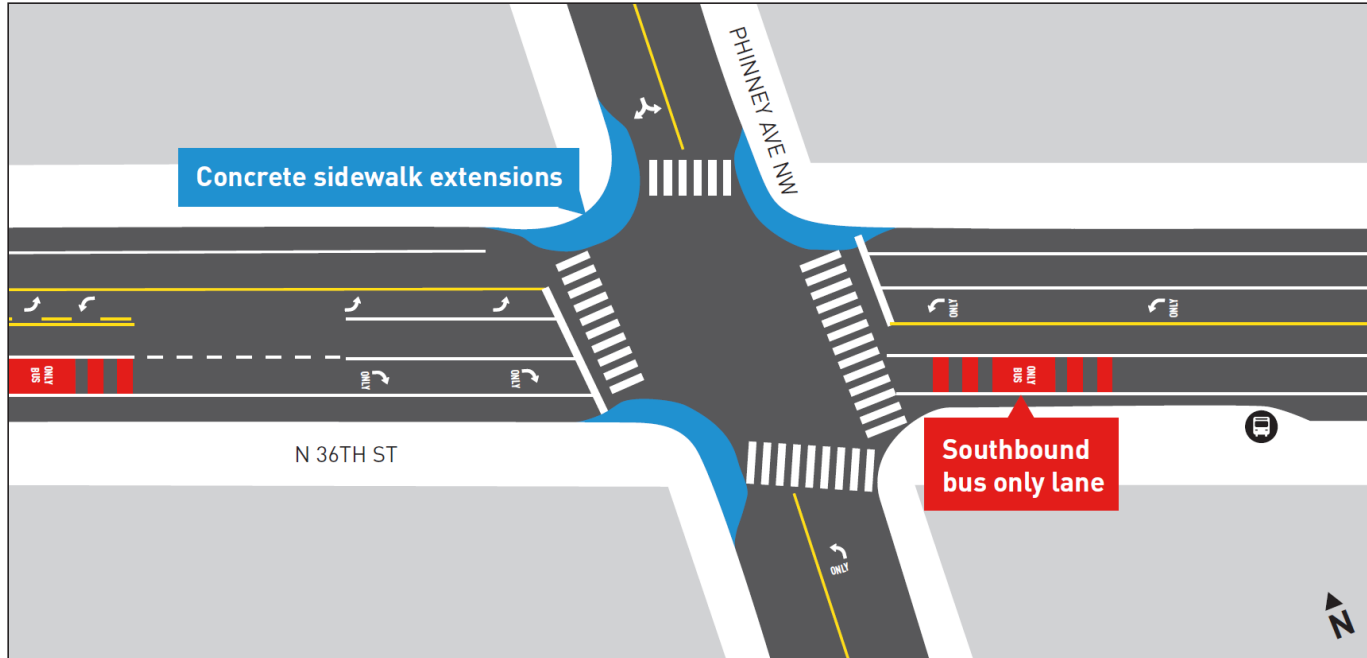 PHINNEY AVE NW
Concrete sidewalk extensions
ONLY
ONLY
BUS
ONLY
ONLY
ONLY
BUS
ONLY
N 36TH ST
Southbound
bus only lane
ONLY
N